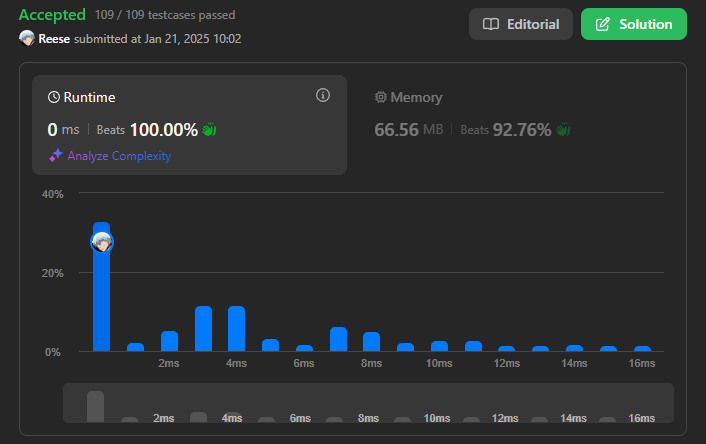 Accepted 109 / 109 testcases passed
Editorial
Solution
Reese submitted at Jan 21, 2025 10:02
Runtime
0 ms | Beats 100.00%
Analyze Complexity
Memory
66.56 MB | Beats 92.76%
40%
20%
0%
2ms 4ms 6ms 8ms 10ms 12ms 14ms 16ms
2ms 4ms 6ms 8ms 10ms 12ms 14ms 16ms